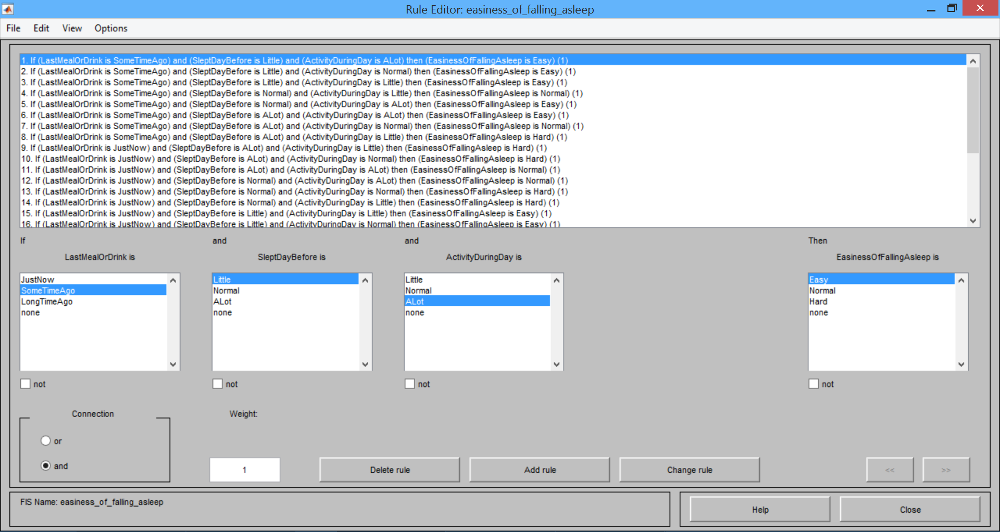 Rule Editor: easiness_of_falling_asleep
File Edit View Options
1. If (LastMealOrDrink is SomeTimeAgo) and (SleptDayBefore is Little) and (ActivityDuringDay is ALot) then (EasinessOfFallingAsleep is Easy) (1)
2. If (LastMealOrDrink is SomeTimeAgo) and (SleptDayBefore is Little) and (ActivityDuringDay is Normal) then (EasinessOfFallingAsleep is Easy) (1)
3. If (LastMealOrDrink is SomeTimeAgo) and (SleptDayBefore is Little) and (ActivityDuringDay is Little) then (EasinessOfFallingAsleep is Easy) (1)
4. If (LastMealOrDrink is SomeTimeAgo) and (SleptDayBefore is Normal) and (ActivityDuringDay is Little) then (EasinessOfFallingAsleep is Normal) (1)
5. If (LastMealOrDrink is SomeTimeAgo) and (SleptDayBefore is Normal) and (ActivityDuringDay is ALot) then (EasinessOfFallingAsleep is Easy) (1)
6. If (LastMealOrDrink is SomeTimeAgo) and (SleptDayBefore is ALot) and (ActivityDuringDay is ALot) then (EasinessOfFallingAsleep is Easy) (1)
7. If (LastMealOrDrink is SomeTimeAgo) and (SleptDayBefore is ALot) and (ActivityDuringDay is Normal) then (EasinessOfFallingAsleep is Normal) (1)
8. If (LastMealOrDrink is SomeTimeAgo) and (SleptDayBefore is ALot) and (ActivityDuringDay is Little) then (EasinessOfFallingAsleep is Hard) (1)
9. If (LastMealOrDrink is JustNow) and (SleptDayBefore is ALot) and (ActivityDuringDay is Little) then (EasinessOfFallingAsleep is Hard) (1)
10. If (LastMealOrDrink is JustNow) and (SleptDayBefore is ALot) and (ActivityDuringDay is Normal) then (EasinessOfFallingAsleep is Hard) (1)
11. If (LastMealOrDrink is JustNow) and (SleptDayBefore is ALot) and (ActivityDuringDay is ALot) then (EasinessOfFallingAsleep is Normal) (1)
12. If (LastMealOrDrink is JustNow) and (SleptDayBefore is Normal) and (ActivityDuringDay is ALot) then (EasinessOfFallingAsleep is Normal) (1)
13. If (LastMealOrDrink is JustNow) and (SleptDayBefore is Normal) and (ActivityDuringDay is Normal) then (EasinessOfFallingAsleep is Hard) (1)
14. If (LastMealOrDrink is JustNow) and (SleptDayBefore is Normal) and (ActivityDuringDay is Little) then (EasinessOfFallingAsleep is Hard) (1)
15. If (LastMealOrDrink is JustNow) and (SleptDayBefore is Little) and (ActivityDuringDay is Little) then (EasinessOfFallingAsleep is Easy) (1)
16. If (LastMealOrDrink is JustNow) and (SleptDayBefore is Little) and (ActivityDuringDay is Normal) then (EasinessOfFallingAsleep is Easy) (1)
If and and Then
LastMealOrDrink is SleptDayBefore is ActivityDuringDay is EasinessOfFallingAsleep is
JustNow Little Little Easy
SomeTimeAgo Normal Normal Normal
LongTimeAgo ALot ALot Hard
none none none none
not not not not
Connection Weight:
or
and 1 Delete rule Add rule Change rule << >>
FIS Name: easiness_of_falling_asleep
Help Close